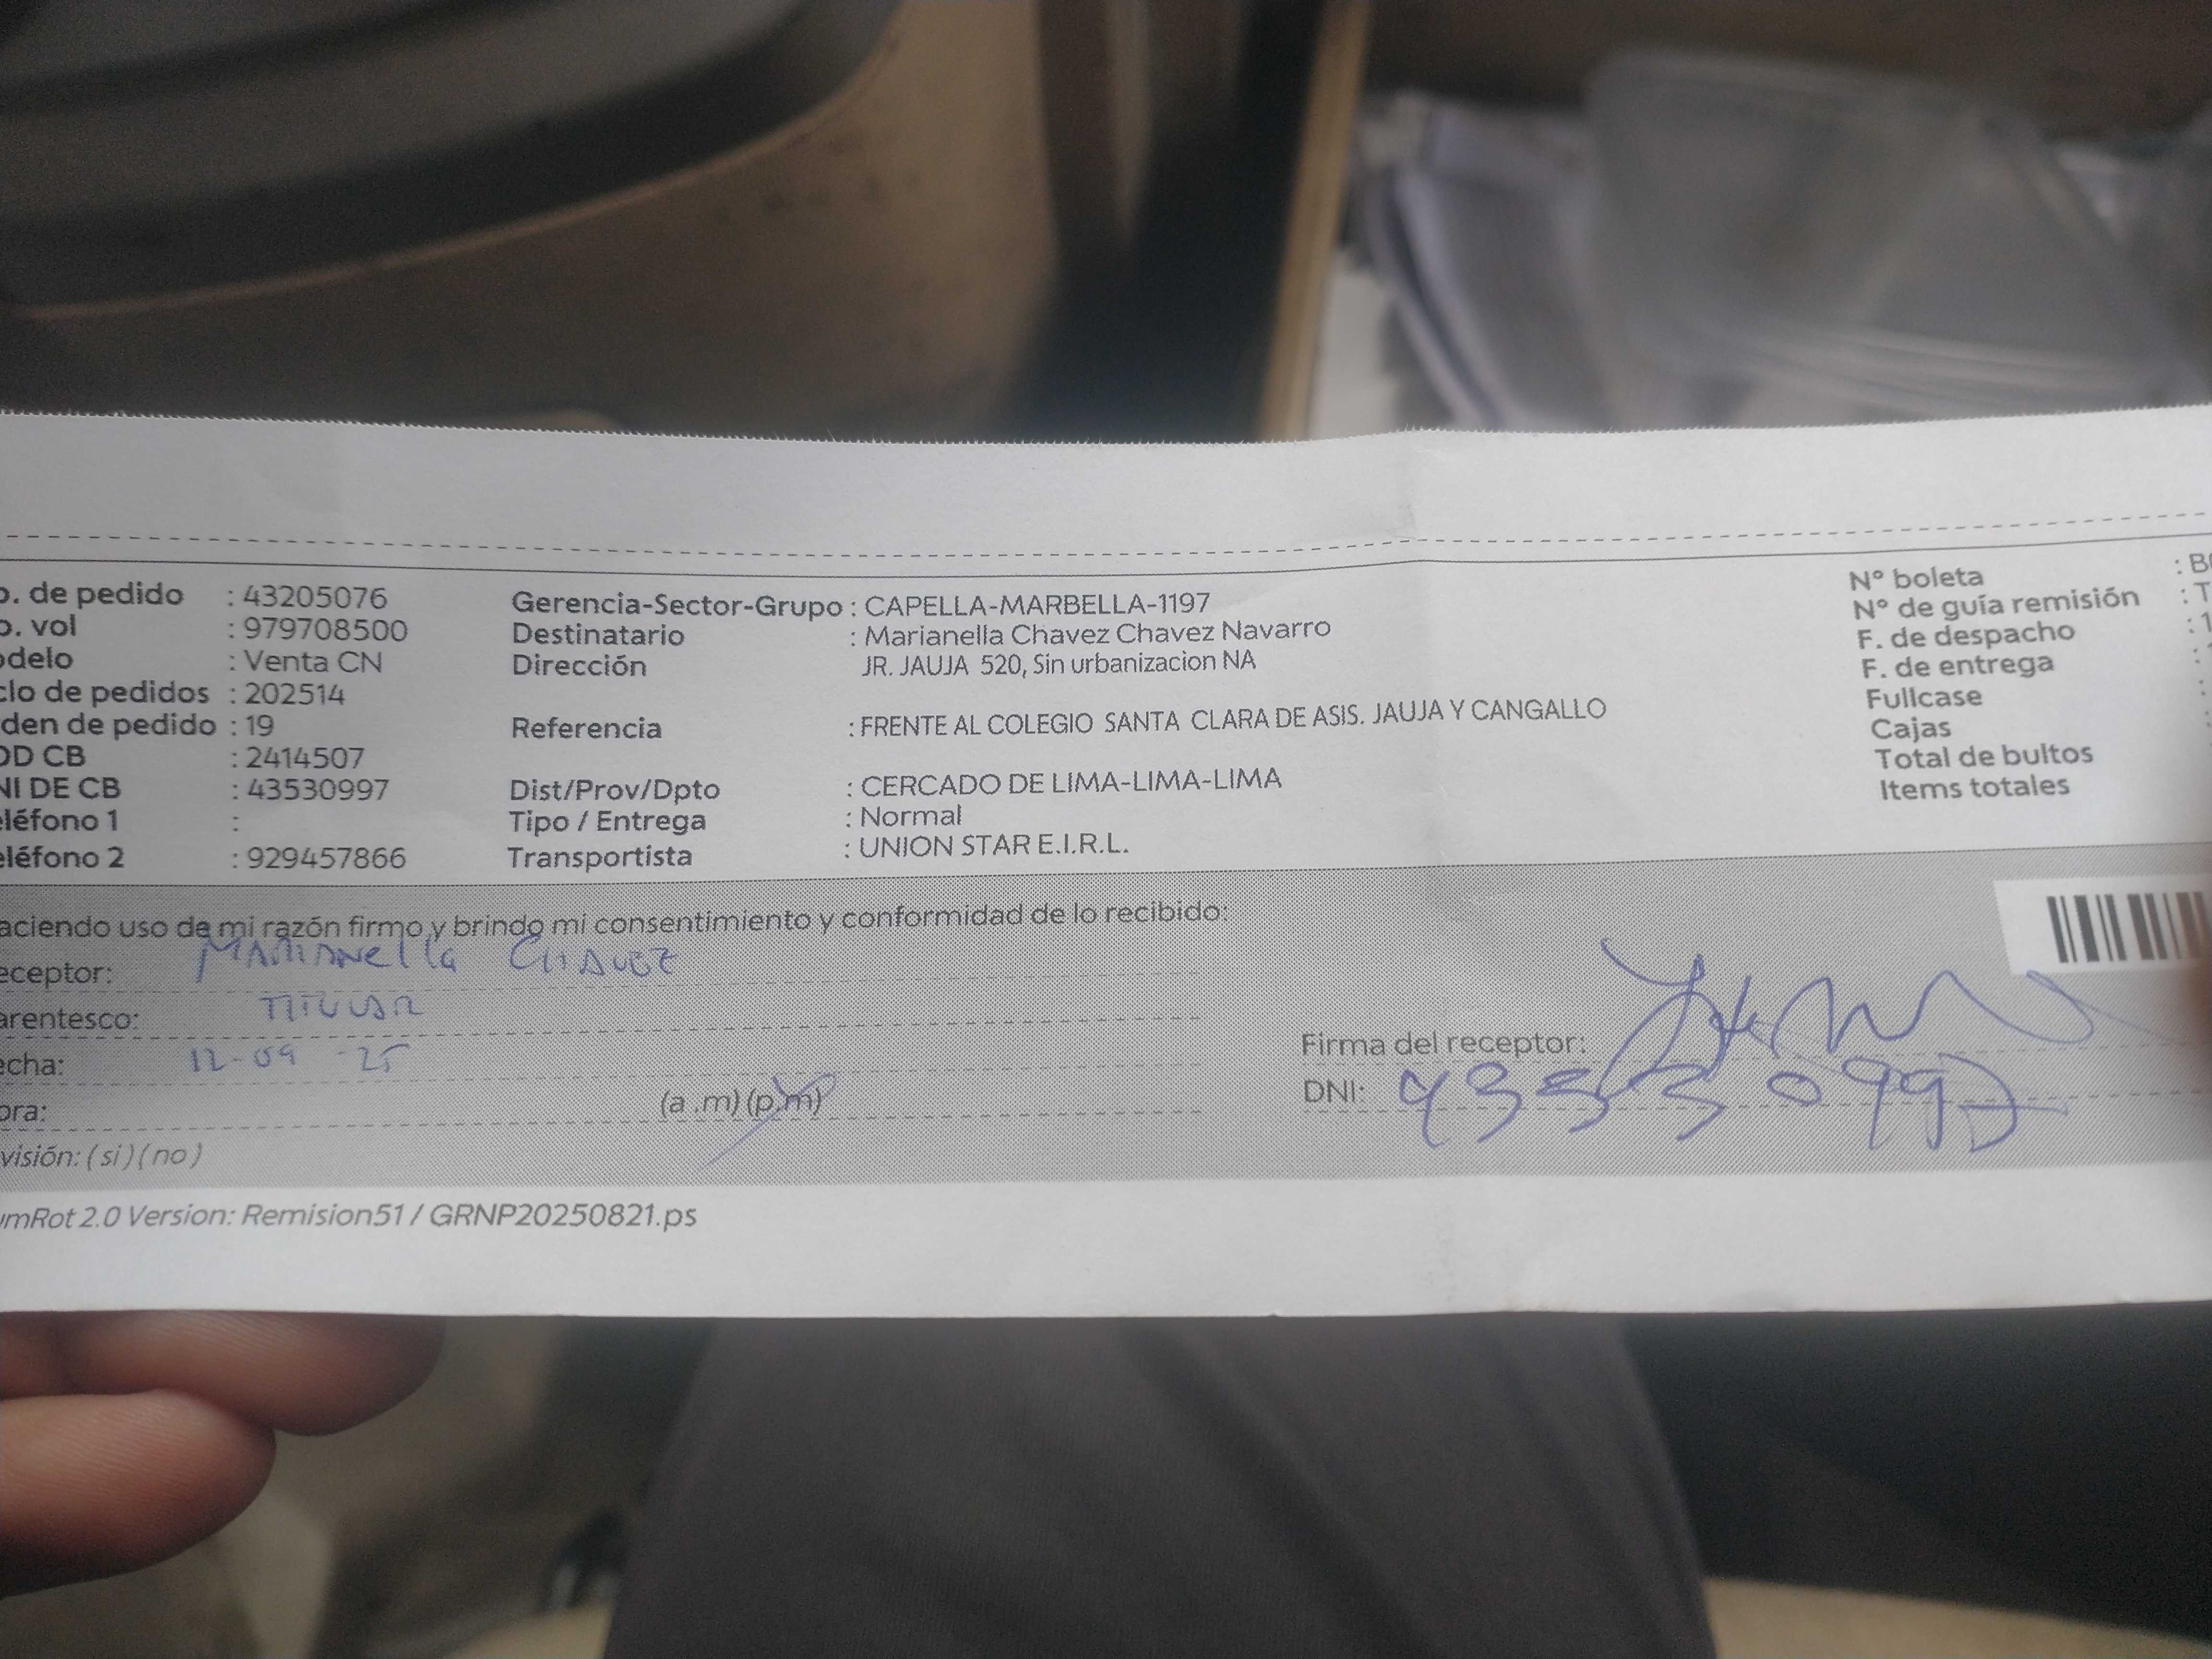 o. de pedido : 43205076
o. vol : 979708500
odelo : Venta CN
clo de pedidos : 202514
den de pedido : 19
OD CB : 2414507
NI DE CB : 43530997
eléfono 1 :
eléfono 2 : 929457866
Gerencia-Sector-Grupo : CAPELLA-MARBELLA-1197
Destinatario : Marianella Chavez Chavez Navarro
Dirección JR. JAUJA 520, Sin urbanizacion NA
Referencia : FRENTE AL COLEGIO SANTA CLARA DE ASIS. JAUJA Y CANGALLO
Dist/Prov/Dpto : CERCADO DE LIMA-LIMA-LIMA
Tipo / Entrega : Normal
Transportista : UNION STAR E.I.R.L.
N° boleta : B
N° de guía remisión : T
F. de despacho : 1
F. de entrega :
Fullcase :
Cajas :
Total de bultos
Items totales
aciendo uso de mi razón firmo y brindo mi consentimiento y conformidad de lo recibido:
eceptor: Marianella CHAVEZ
arentesco: TITULAR
echa: 12-09-25
ora: (a .m) (p.m)
visión: (si) (no)
Firma del receptor:
DNI: 43530997
umRot 2.0 Version: Remision51 / GRNP20250821.ps